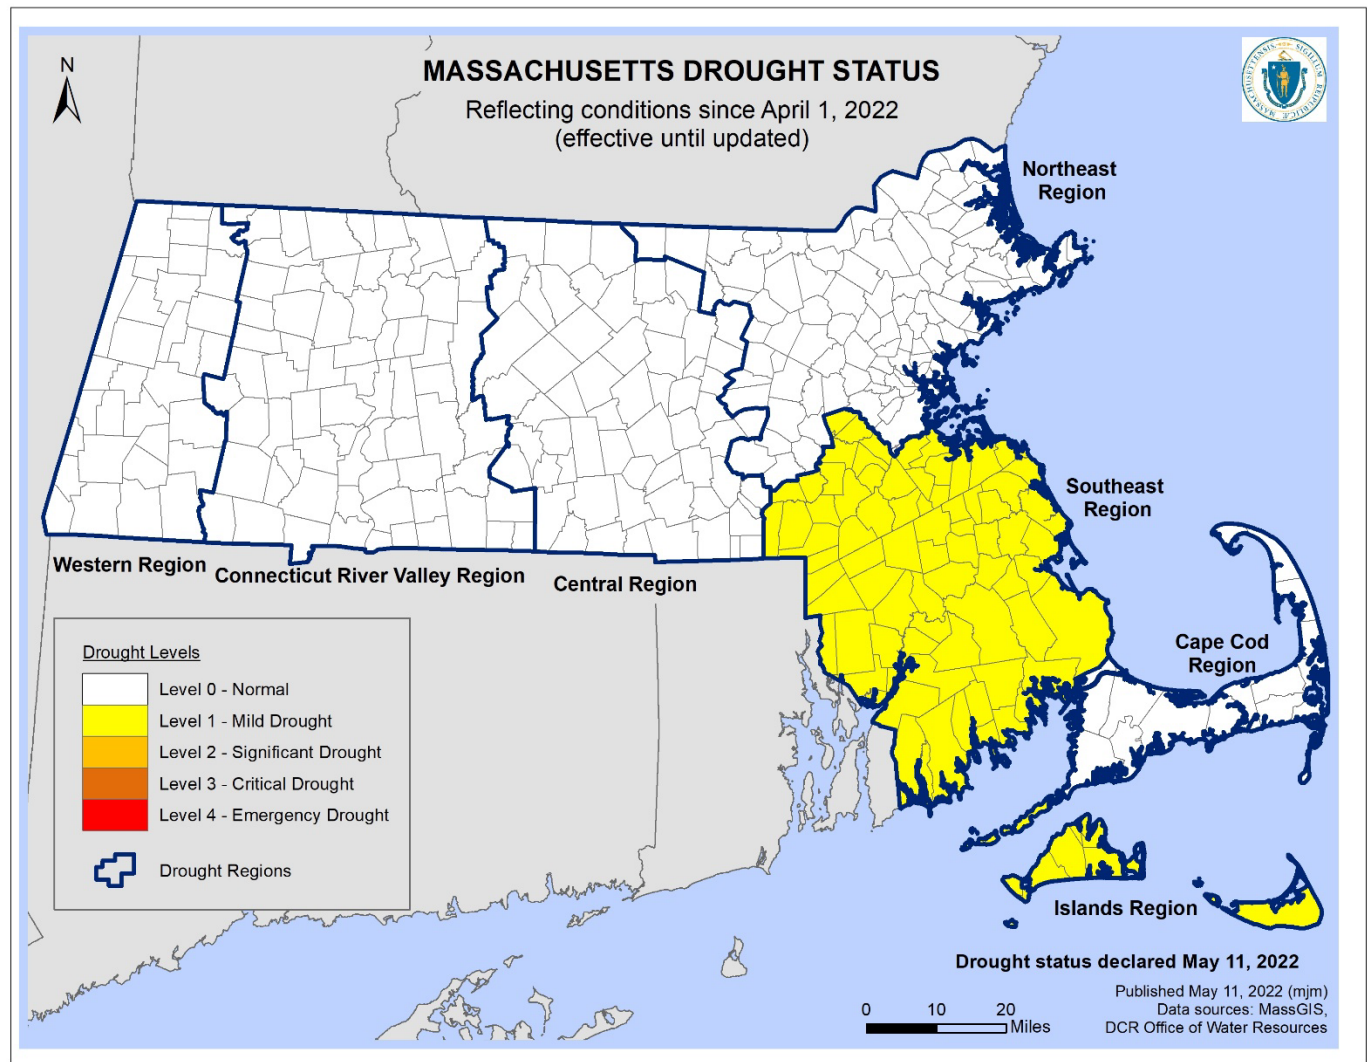 MASSACHUSETTS DROUGHT STATUS
Reflecting conditions since April 1, 2022
(effective until updated)
N
Northeast
Region
Southeast
Region
Western Region
Connecticut River Valley Region
Central Region
Cape Cod
Region
Drought Levels
Level 0 - Normal
Level 1 - Mild Drought
Level 2 - Significant Drought
Level 3 - Critical Drought
Level 4 - Emergency Drought
Drought Regions
Islands Region
Drought status declared May 11, 2022
Published May 11, 2022 (mjm)
Data sources: MassGIS,
DCR Office of Water Resources
0 10 20
Miles